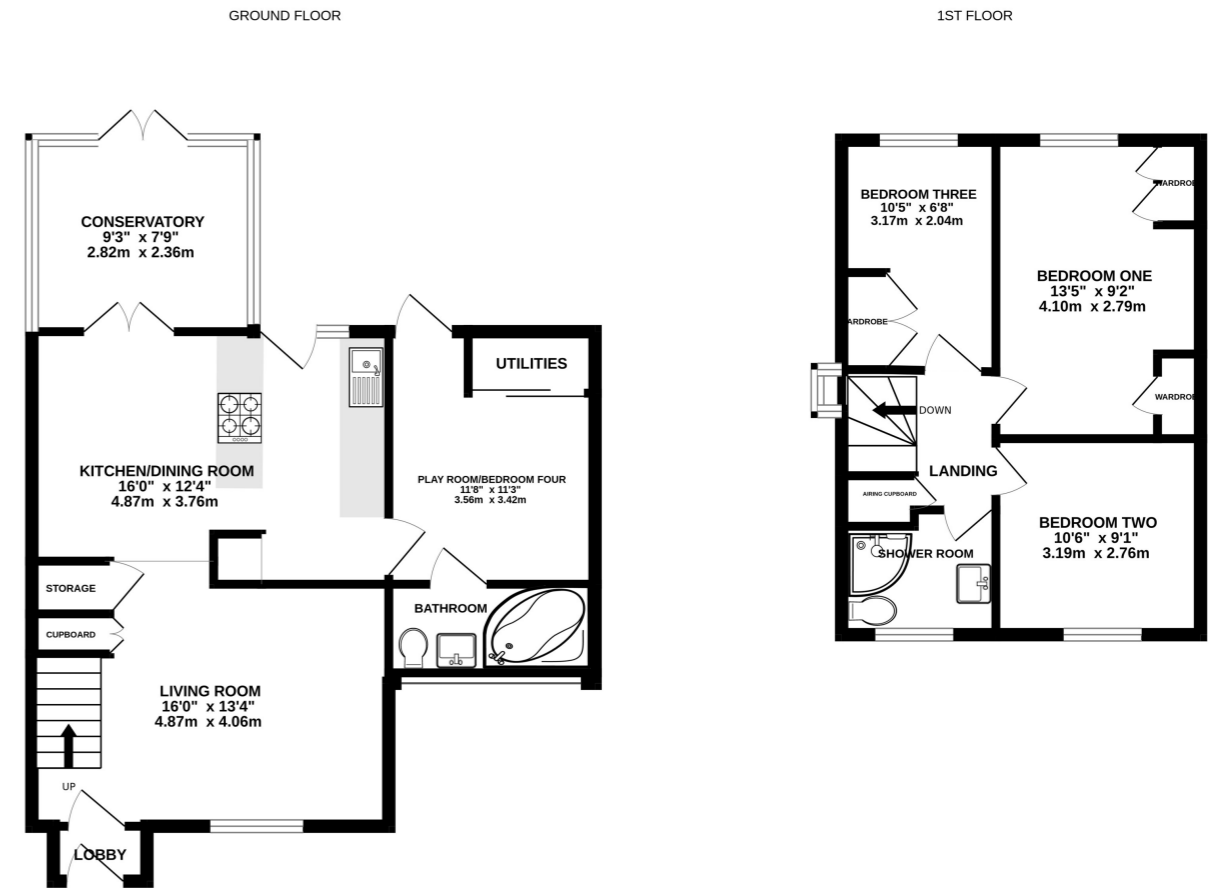 GROUND FLOOR
1ST FLOOR
CONSERVATORY
9'3" x 7'9"
2.82m x 2.36m
UTILITIES
KITCHEN/DINING ROOM
16'0" x 12'4"
4.87m x 3.76m
PLAY ROOM/BEDROOM FOUR
11'8" x 11'3"
3.56m x 3.42m
STORAGE
CUPBOARD
BATHROOM
LIVING ROOM
16'0" x 13'4"
4.87m x 4.06m
UP
LOBBY
BEDROOM THREE
10'5" x 6'8"
3.17m x 2.04m
WARDROB
BEDROOM ONE
13'5" x 9'2"
4.10m x 2.79m
ARDROBE
WARDROB
DOWN
LANDING
AIRING CUPBOARD
BEDROOM TWO
10'6" x 9'1"
3.19m x 2.76m
SHOWER ROOM